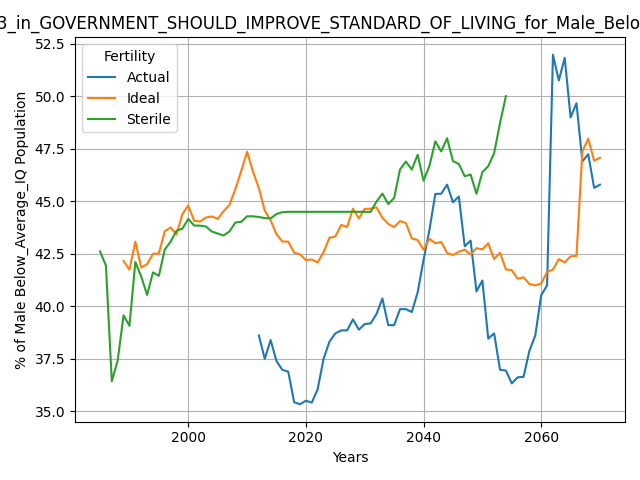 3_in_GOVERNMENT_SHOULD_IMPROVE_STANDARD_OF_LIVING_for_Male_Belo
52.5
50.0
47.5
45.0
42.5
40.0
37.5
35.0
% of Male Below_Average_IQ Population
Fertility
Actual
Ideal
Sterile
2000
2020
2040
2060
Years